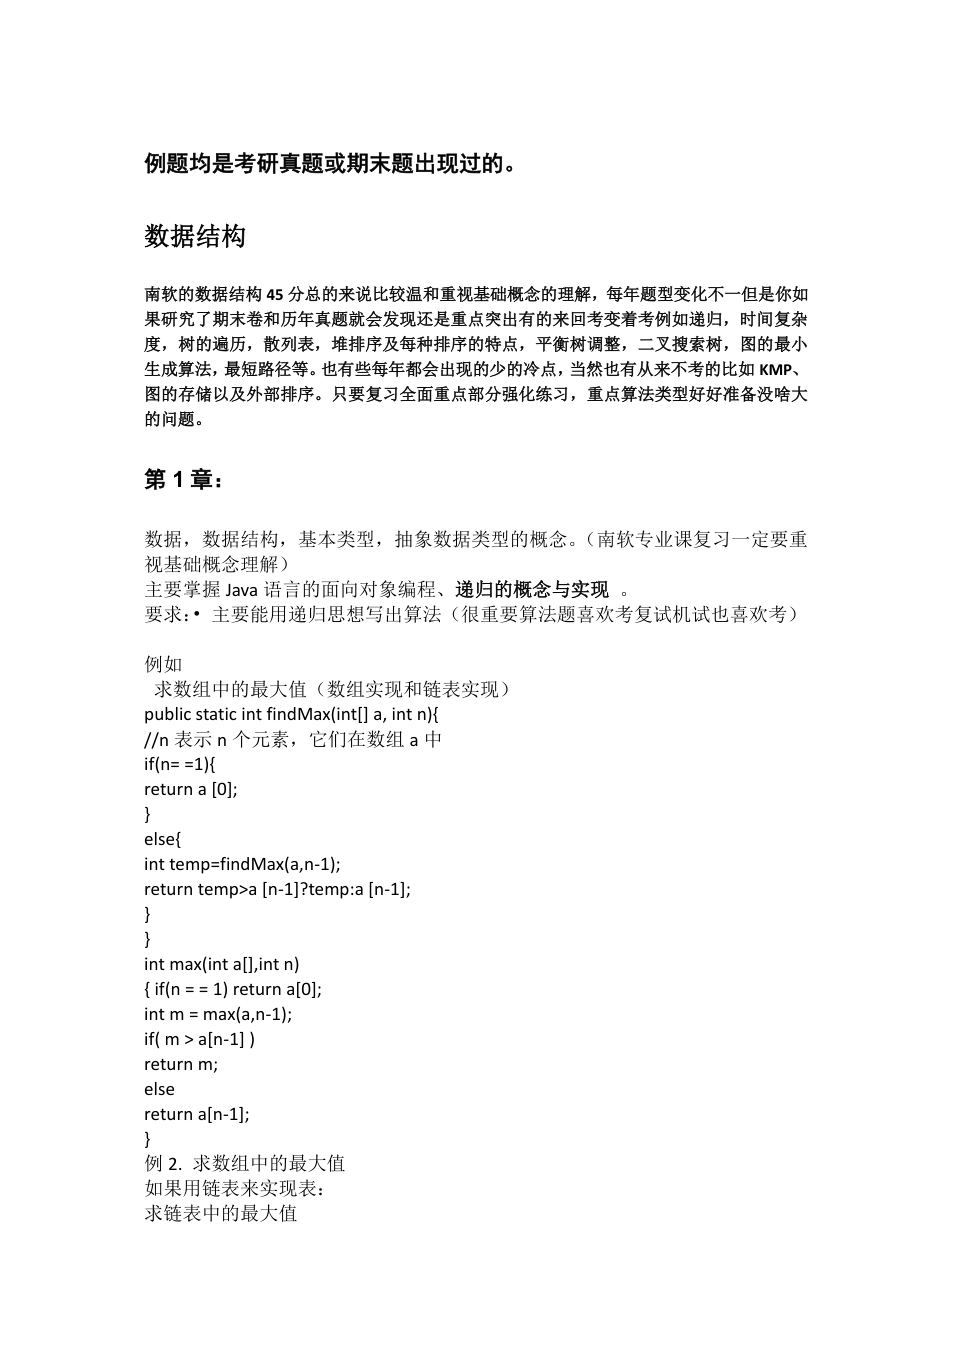 例题均是考研真题或期末题出现过的。
数据结构
南软的数据结构 45 分总的来说比较温和重视基础概念的理解，每年题型变化不一但是你如
果研究了期末卷和历年真题就会发现还是重点突出有的来回考变着考例如递归，时间复杂
度，树的遍历，散列表，堆排序及每种排序的特点，平衡树调整，二叉搜索树，图的最小
生成算法，最短路径等。也有些每年都会出现的少的冷点，当然也有从来不考的比如 KMP、
图的存储以及外部排序。只要复习全面重点部分强化练习，重点算法类型好好准备没啥大
的问题。
第 1 章：
数据，数据结构，基本类型，抽象数据类型的概念。（南软专业课复习一定要重
视基础概念理解）
主要掌握 Java 语言的面向对象编程、递归的概念与实现 。
要求：• 主要能用递归思想写出算法（很重要算法题喜欢考复试机试也喜欢考）
例如
求数组中的最大值（数组实现和链表实现）
public static int findMax(int[] a, int n){
//n 表示 n 个元素，它们在数组 a 中
if(n= =1){
return a [0];
}
else{
int temp=findMax(a,n-1);
return temp>a [n-1]?temp:a [n-1];
}
}
int max(int a[],int n)
{ if(n = = 1) return a[0];
int m = max(a,n-1);
if( m > a[n-1] )
return m;
else
return a[n-1];
}
例 2. 求数组中的最大值
如果用链表来实现表：
求链表中的最大值